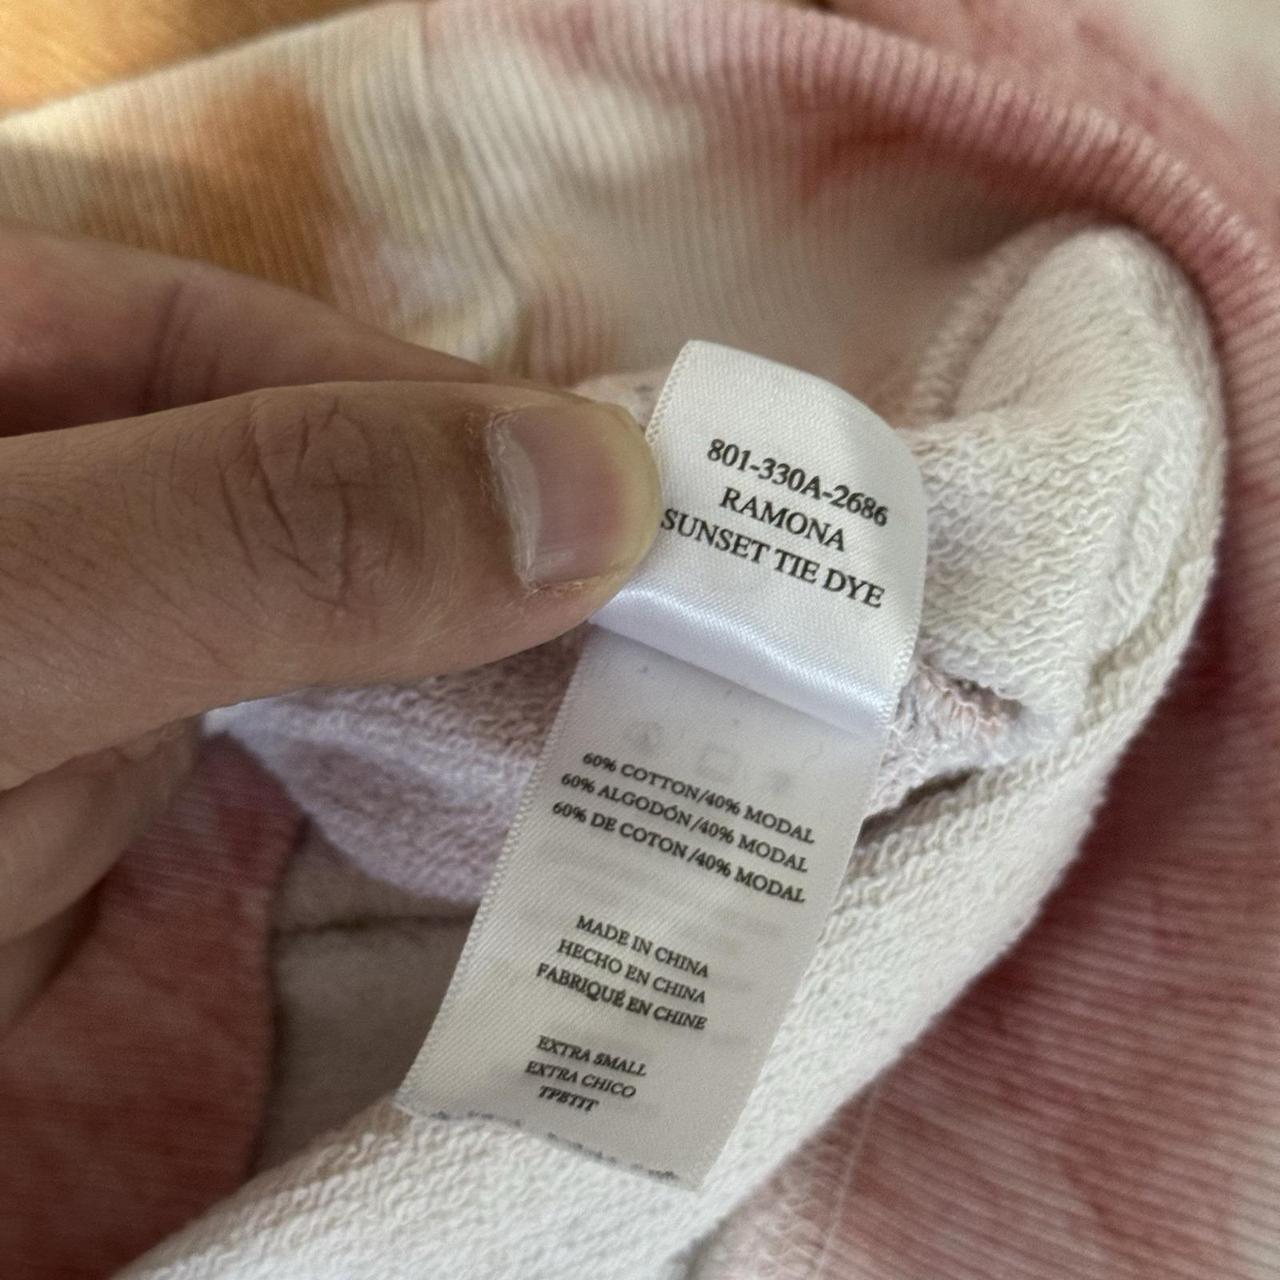 801-330A-2686
RAMONA
SUNSET TIE DYE
60% COTTON/40% MODAL
60% ALGODÓN/40% MODAL
60% DE COTON/40% MODAL
MADE IN CHINA
HECHO EN CHINA
FABRIQUÉ EN CHINE
EXTRA SMALL
EXTRA CHICO
TPETIT